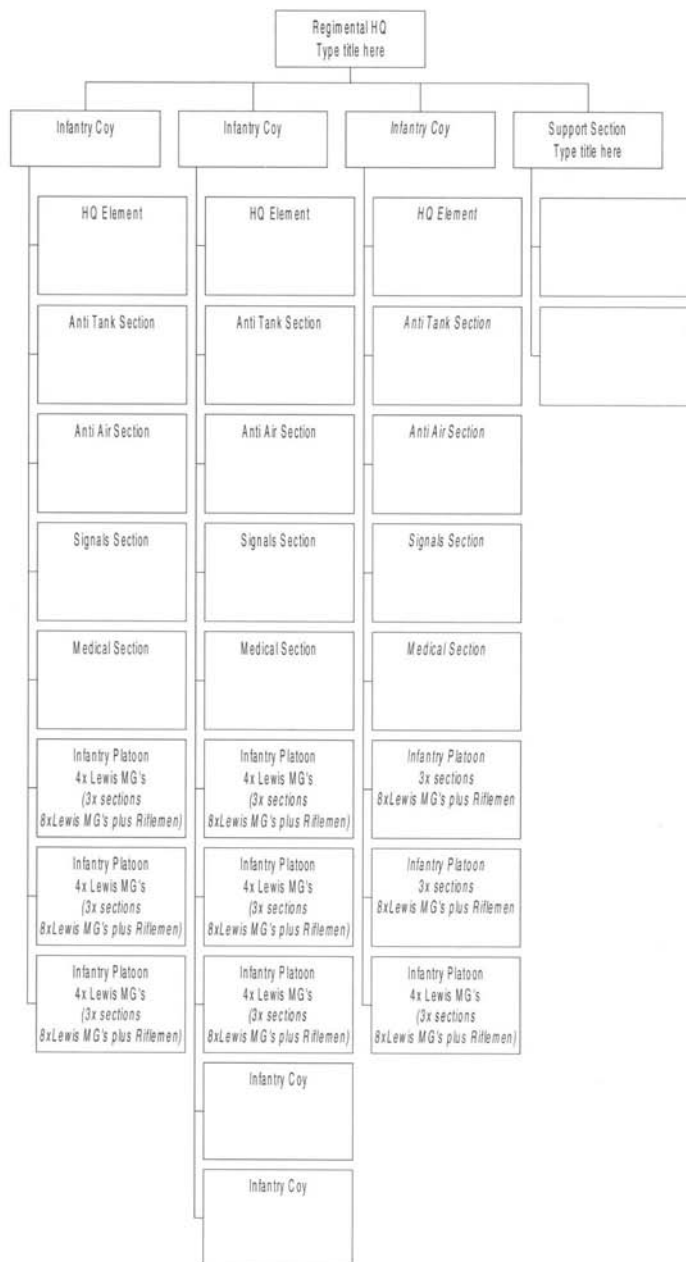 Regimental HQ
Type title here
Infantry Coy
Infantry Coy
Infantry Coy
Support Section
Type title here
HQ Element
Anti Tank Section
Anti Air Section
Signals Section
Medical Section
Infantry Platoon
4x Lewis MG's
(3x sections
8xLewis MG's plus Riflemen)
Infantry Platoon
4x Lewis MG's
(3x sections
8xLewis MG's plus Riflemen)
Infantry Platoon
4x Lewis MG's
(3x sections
8xLewis MG's plus Riflemen)
HQ Element
Anti Tank Section
Anti Air Section
Signals Section
Medical Section
Infantry Platoon
4x Lewis MG's
(3x sections
8xLewis MG's plus Riflemen)
Infantry Platoon
4x Lewis MG's
(3x sections
8xLewis MG's plus Riflemen)
Infantry Platoon
4x Lewis MG's
(3x sections
8xLewis MG's plus Riflemen)
Infantry Coy
Infantry Coy
HQ Element
Anti Tank Section
Anti Air Section
Signals Section
Medical Section
Infantry Platoon
3x sections
8xLewis MG's plus Riflemen
Infantry Platoon
3x sections
8xLewis MG's plus Riflemen
Infantry Platoon
4x Lewis MG's
(3x sections
8xLewis MG's plus Riflemen)